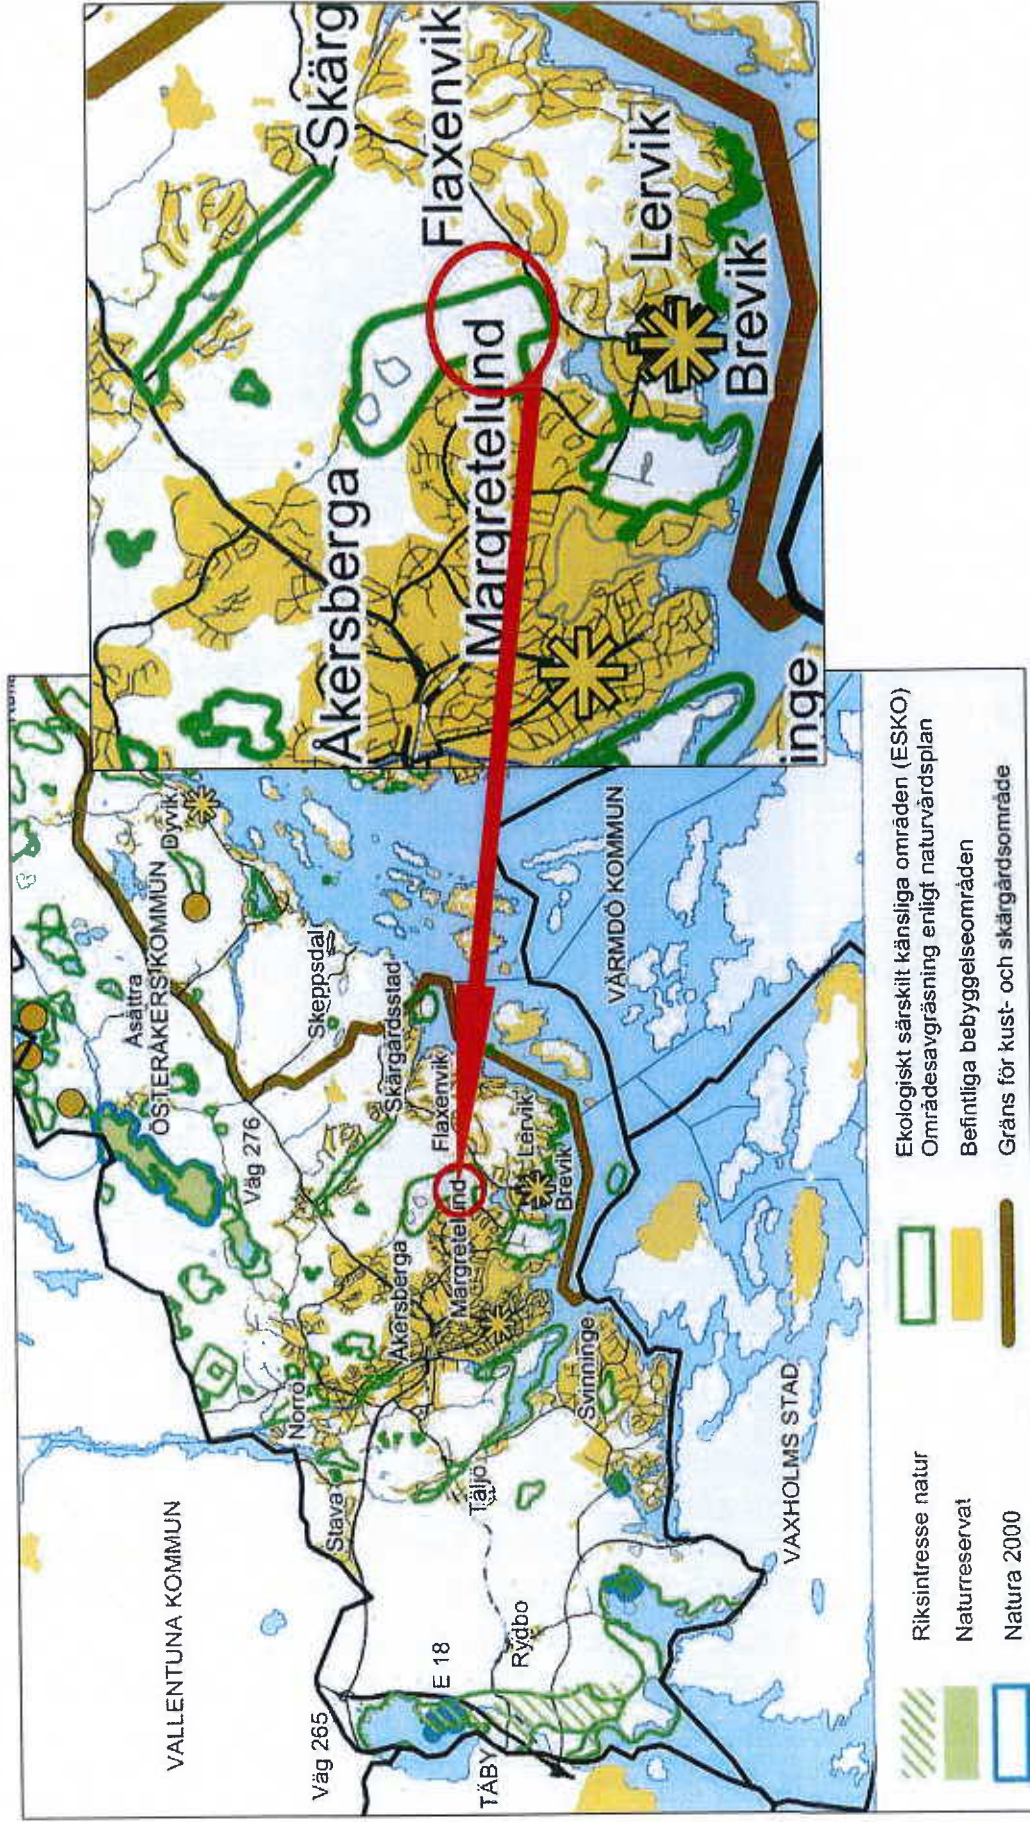 VALLENTUNA KOMMUN
Åsättra
ÖSTERÅKERS KOMMUN
Dyvik
Väg 276
Norrö
Skeppsdal
Väg 265
Stava
Skärgårdsstad
Åkersberga
Flaxenvik
E 18
Margretelund
Täljö
TÄBY
Rydbo
Lervik
Brevik
Svinninge
VÄRMDÖ KOMMUN
VAXHOLMS STAD
Skärg
Åkersberga
Flaxenvik
Margretelund
Lervik
Brevik
inge
Riksintresse natur
Naturreservat
Natura 2000
Ekologiskt särskilt känsliga områden (ESKO)
Områdesavgräsning enligt naturvårdsplan
Befintliga bebyggelseområden
Gräns för kust- och skärgårdsområde